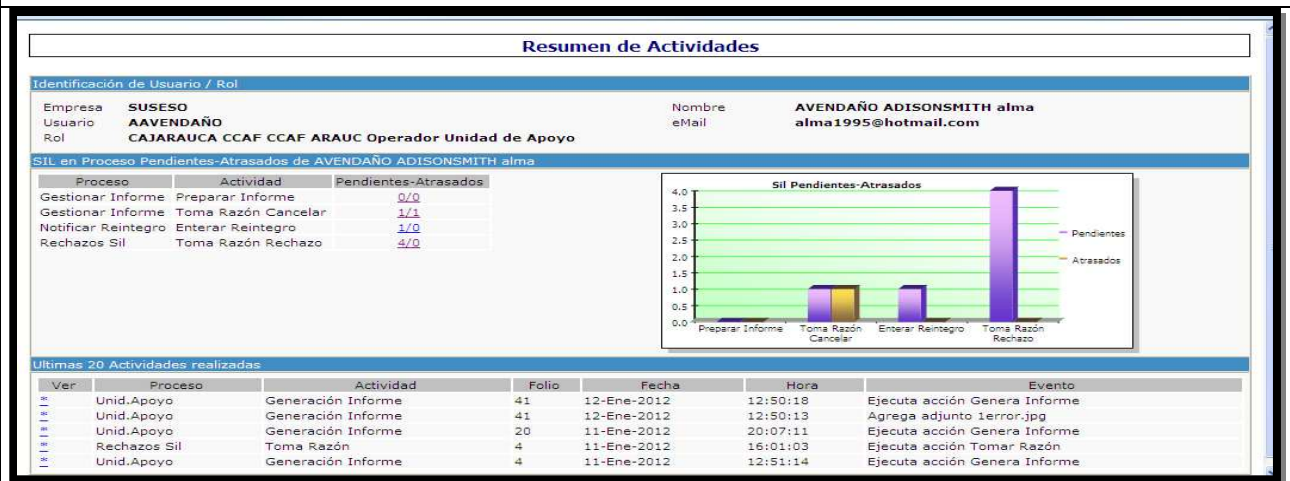 Resumen de Actividades
Identificación de Usuario / Rol
Empresa SUSESO Nombre AVENDAÑO ADISONSMITH alma
Usuario AAVENDAÑO eMail alma1995@hotmail.com
Rol CAJARAUCA CCAF CCAF ARAUC Operador Unidad de Apoyo
SIL en Proceso Pendientes-Atrasados de AVENDAÑO ADISONSMITH alma
Proceso Actividad Pendientes-Atrasados
Gestionar Informe Preparar Informe 0/0
Gestionar Informe Toma Razón Cancelar 1/1
Notificar Reintegro Enterar Reintegro 1/0
Rechazos Sil Toma Razón Rechazo 4/0
Sil Pendientes-Atrasados
4.0
3.5
3.0
2.5
2.0
1.5
1.0
0.5
0.0
Preparar Informe Toma Razón Cancelar Enterar Reintegro Toma Razón Rechazo
Pendientes
Atrasados
Ultimas 20 Actividades realizadas
Ver Proceso Actividad Folio Fecha Hora Evento
* Unid.Apoyo Generación Informe 41 12-Ene-2012 12:50:18 Ejecuta acción Genera Informe
* Unid.Apoyo Generación Informe 41 12-Ene-2012 12:50:13 Agrega adjunto 1error.jpg
* Unid.Apoyo Generación Informe 20 11-Ene-2012 20:07:11 Ejecuta acción Genera Informe
* Rechazos Sil Toma Razón 4 11-Ene-2012 16:01:03 Ejecuta acción Tomar Razón
* Unid.Apoyo Generación Informe 4 11-Ene-2012 12:51:14 Ejecuta acción Genera Informe